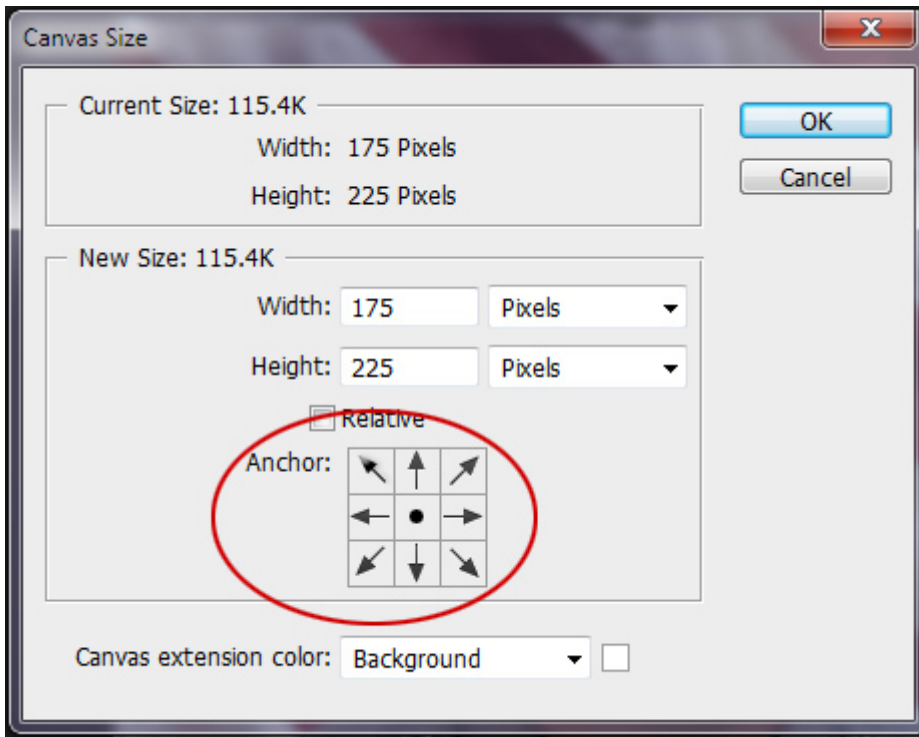 Canvas Size
Current Size: 115.4K
Width: 175 Pixels
Height: 225 Pixels
OK
Cancel
New Size: 115.4K
Width: 175 Pixels
Height: 225 Pixels
Relative
Anchor:
Canvas extension color: Background